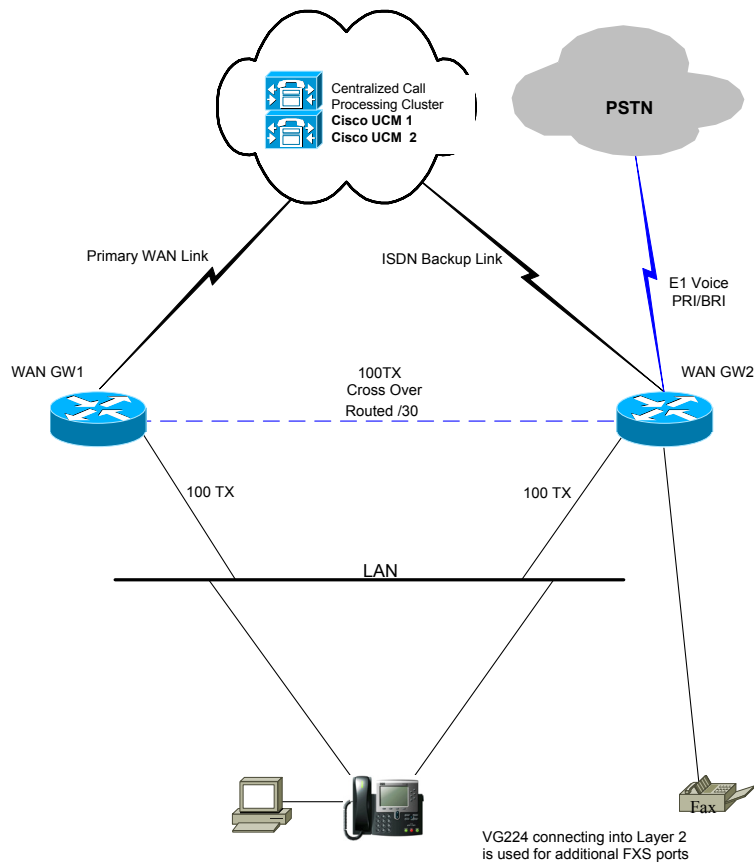 Centralized Call
Processing Cluster
Cisco UCM 1
Cisco UCM 2
PSTN
Primary WAN Link
ISDN Backup Link
E1 Voice
PRI/BRI
WAN GW1
100TX
Cross Over
Routed /30
WAN GW2
100 TX
100 TX
LAN
Fax
VG224 connecting into Layer 2
is used for additional FXS ports